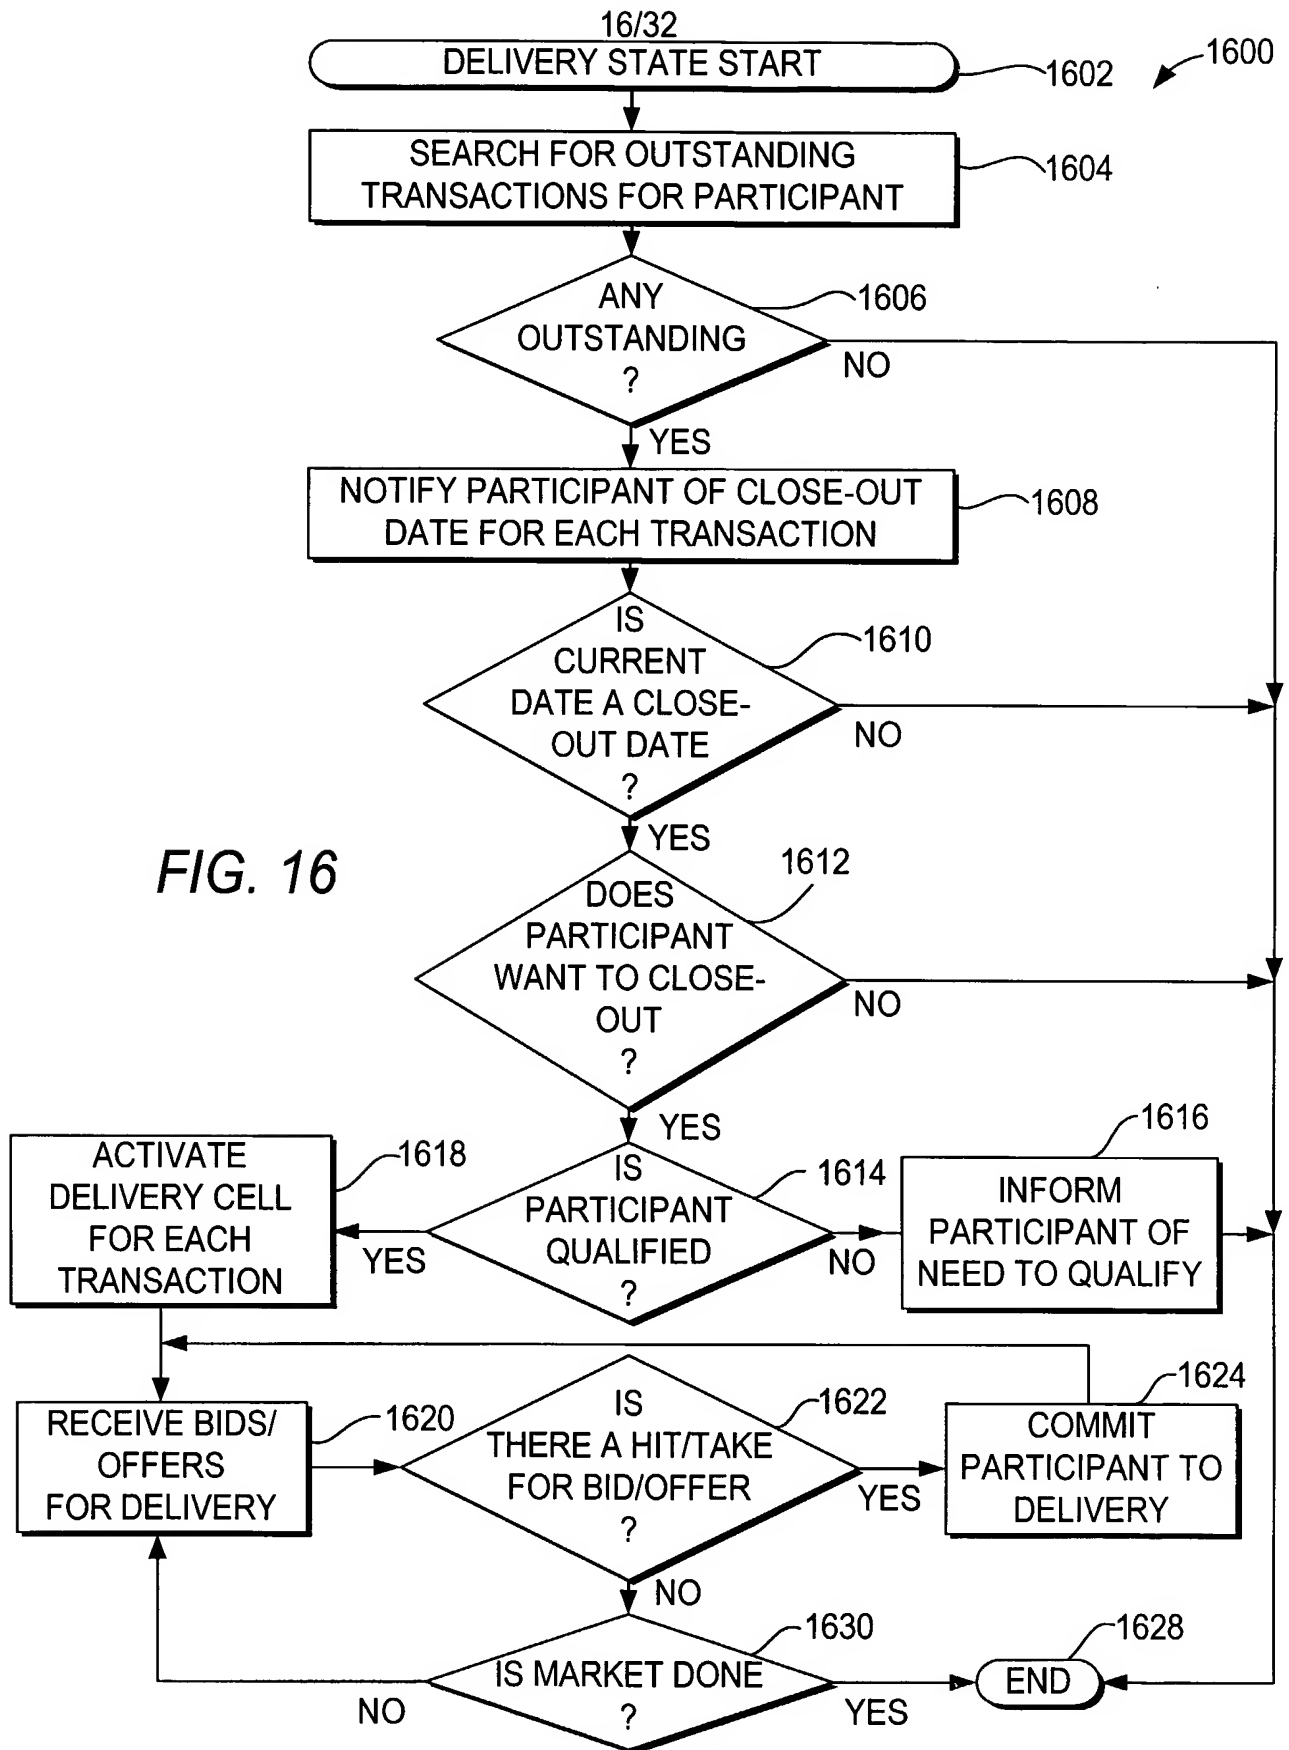 16/32
DELIVERY STATE START
1602
1600
SEARCH FOR OUTSTANDING
TRANSACTIONS FOR PARTICIPANT
1604
ANY
OUTSTANDING
?
1606
NO
YES
NOTIFY PARTICIPANT OF CLOSE-OUT
DATE FOR EACH TRANSACTION
1608
IS
CURRENT
DATE A CLOSE-
OUT DATE
?
1610
NO
YES
FIG. 16
DOES
PARTICIPANT
WANT TO CLOSE-
OUT
?
1612
NO
YES
ACTIVATE
DELIVERY CELL
FOR EACH
TRANSACTION
1618
YES
IS
PARTICIPANT
QUALIFIED
?
1614
NO
INFORM
PARTICIPANT OF
NEED TO QUALIFY
1616
RECEIVE BIDS/
OFFERS
FOR DELIVERY
1620
IS
THERE A HIT/TAKE
FOR BID/OFFER
?
1622
YES
COMMIT
PARTICIPANT TO
DELIVERY
1624
NO
IS MARKET DONE
?
1630
NO
YES
END
1628